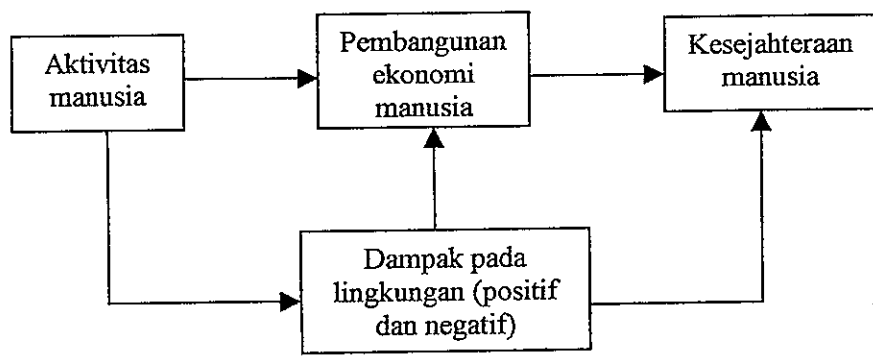 Aktivitas
manusia
Pembangunan
ekonomi
manusia
Kesejahteraan
manusia
Dampak pada
lingkungan (positif
dan negatif)